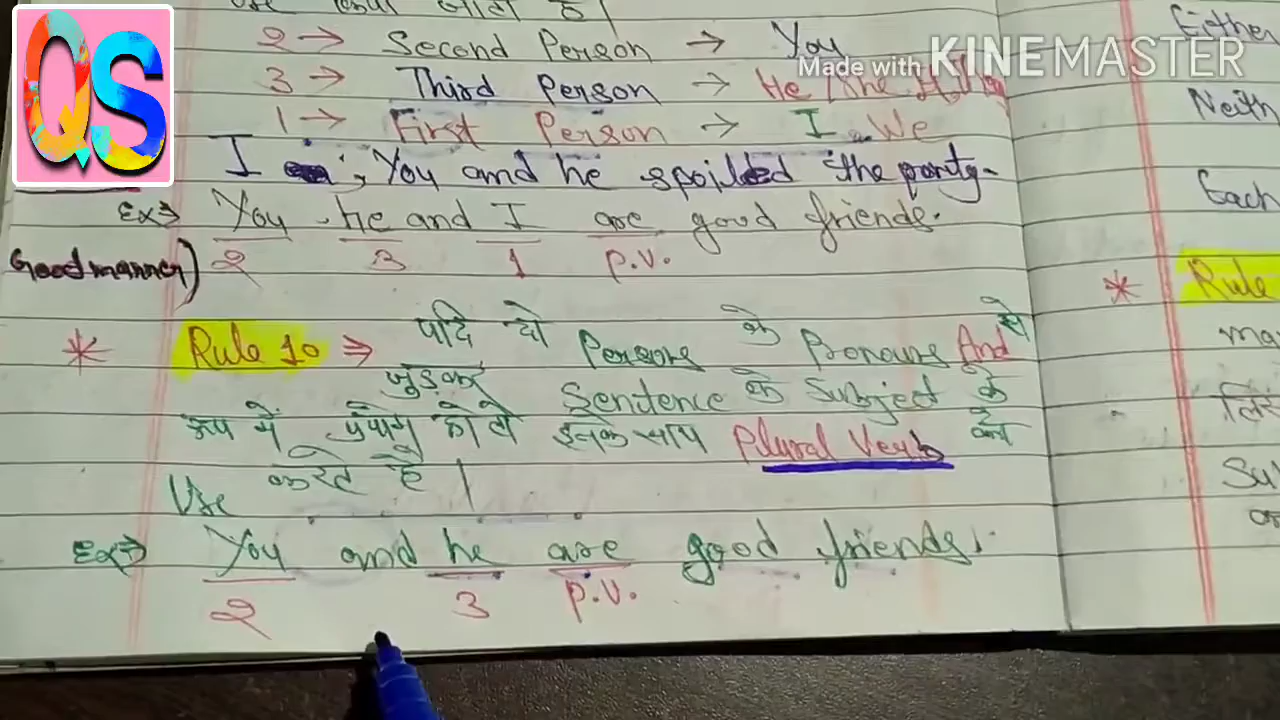 QS
Made with KINEMASTER
2 → Second Person → You
3 → Third Person → He /she
1 → First Person → I, We
I ; You and he spoiled the party-
Ex⇒ You, he and I are good friends.
Good manner) 2 3 1 P.V.
* Rule 10 ⇒ यदि दो Persons के Pronouns And से
जुड़कर Sentence के Subject के
रूप में प्रयोग हो तो इनके साथ Plural Verb का
Use करते है ।
Ex⇒ You and he are good friends.
2 3 P.V.
Either
Neith
Each
* Rule
ma
Su